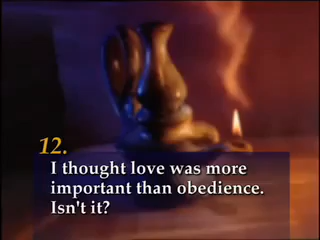 12.
I thought love was more
important than obedience.
Isn't it?